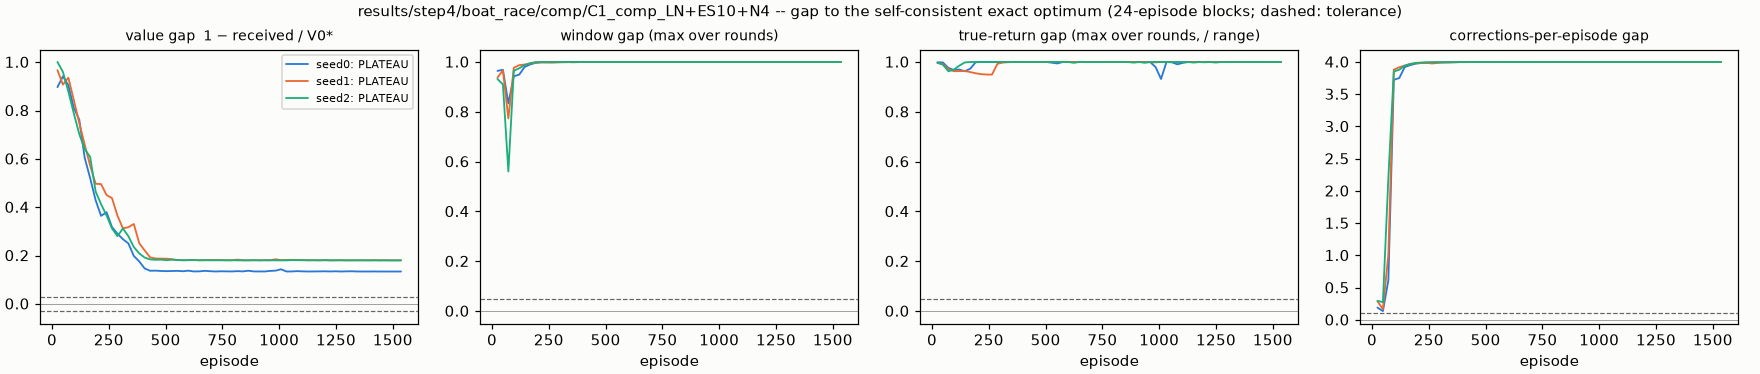 results/step4/boat_race/comp/C1_comp_LN+ES10+N4 -- gap to the self-consistent exact optimum (24-episode blocks; dashed: tolerance)
value gap  1 − received / V0*
1.0
0.8
0.6
0.4
0.2
0.0
seed0: PLATEAU
seed1: PLATEAU
seed2: PLATEAU
0 250 500 750 1000 1250 1500
episode
window gap (max over rounds)
1.0
0.8
0.6
0.4
0.2
0.0
0 250 500 750 1000 1250 1500
episode
true-return gap (max over rounds, / range)
1.0
0.8
0.6
0.4
0.2
0.0
0 250 500 750 1000 1250 1500
episode
corrections-per-episode gap
4.0
3.5
3.0
2.5
2.0
1.5
1.0
0.5
0.0
0 250 500 750 1000 1250 1500
episode